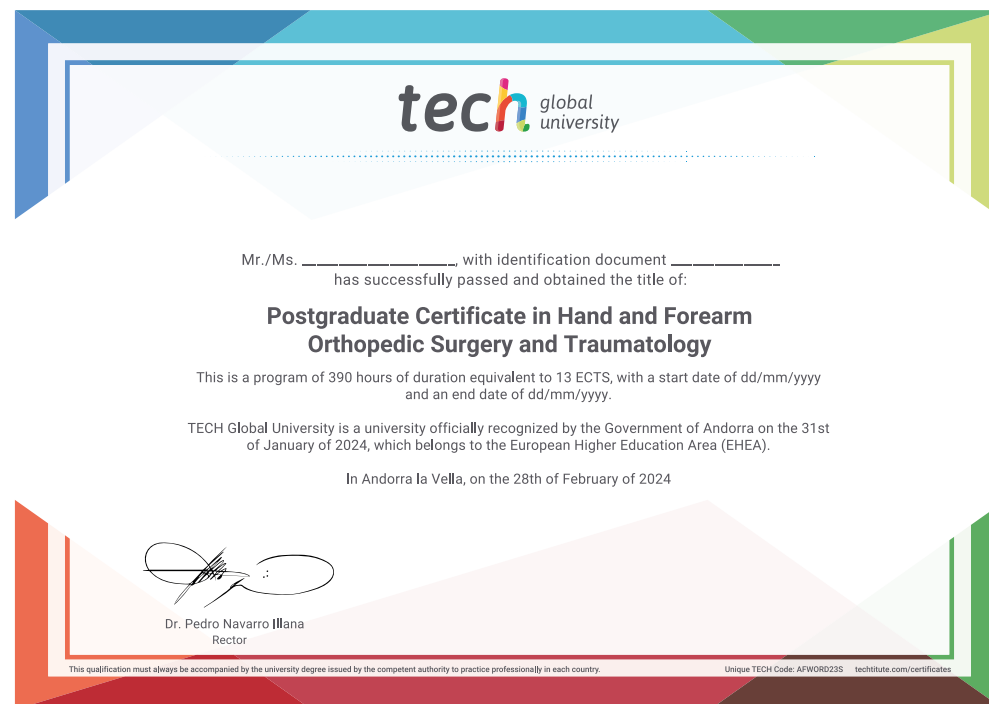 tech global
university
Mr./Ms. ____________________, with identification document ______________
has successfully passed and obtained the title of:
Postgraduate Certificate in Hand and Forearm
Orthopedic Surgery and Traumatology
This is a program of 390 hours of duration equivalent to 13 ECTS, with a start date of dd/mm/yyyy
and an end date of dd/mm/yyyy.
TECH Global University is a university officially recognized by the Government of Andorra on the 31st
of January of 2024, which belongs to the European Higher Education Area (EHEA).
In Andorra la Vella, on the 28th of February of 2024
Dr. Pedro Navarro Illana
Rector
This qualification must always be accompanied by the university degree issued by the competent authority to practice professionally in each country. Unique TECH Code: AFWORD23S techtitute.com/certificates